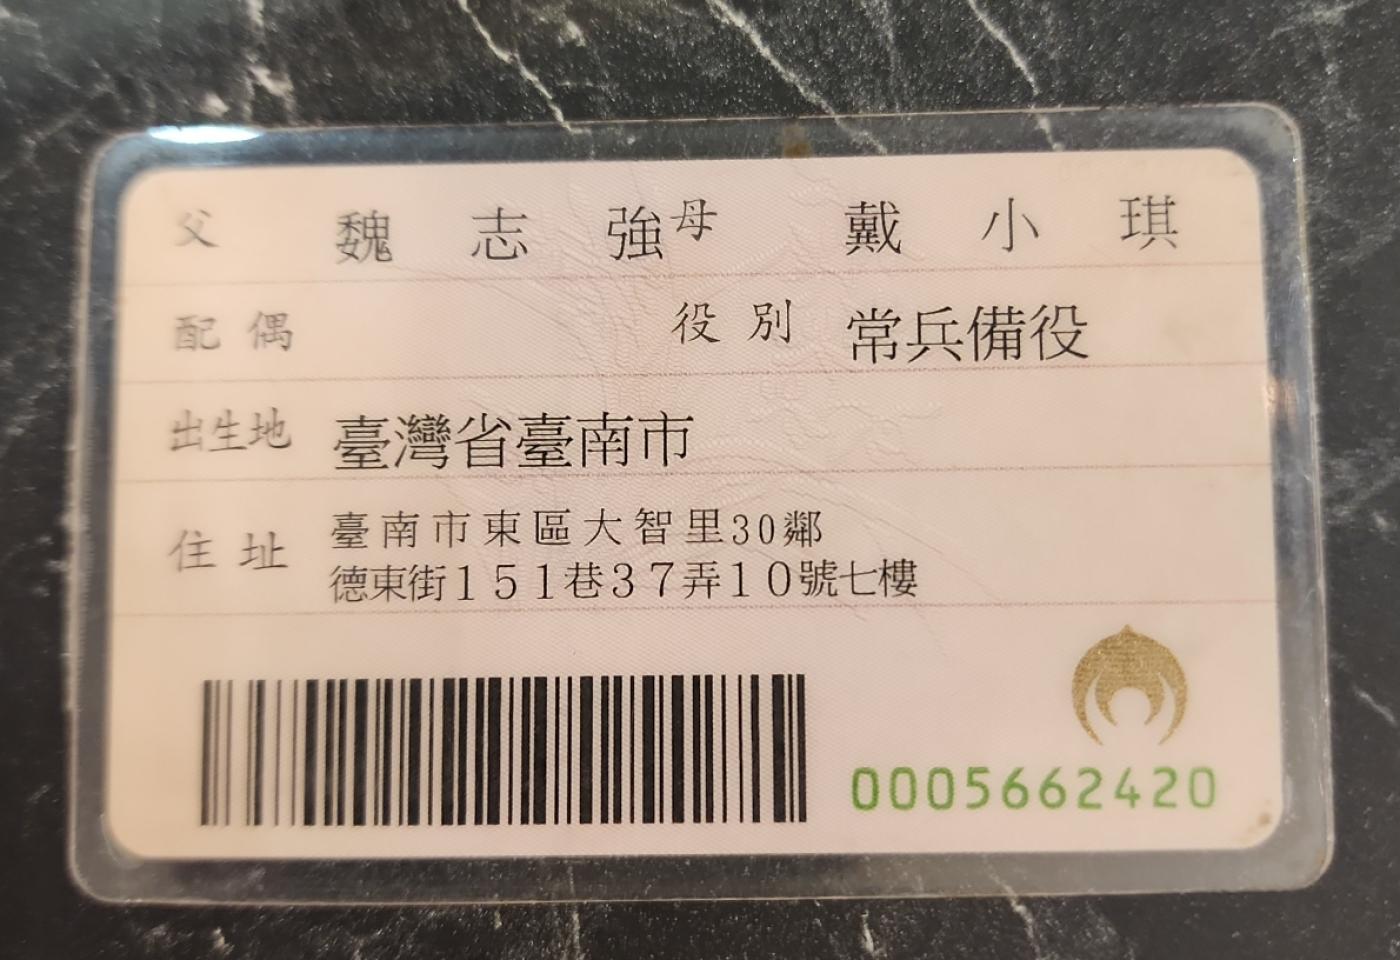 父 魏志強 母 戴小琪
配偶 役別 常兵備役
出生地 臺灣省臺南市
住址 臺南市東區大智里30鄰
德東街151巷37弄10號七樓
0005662420